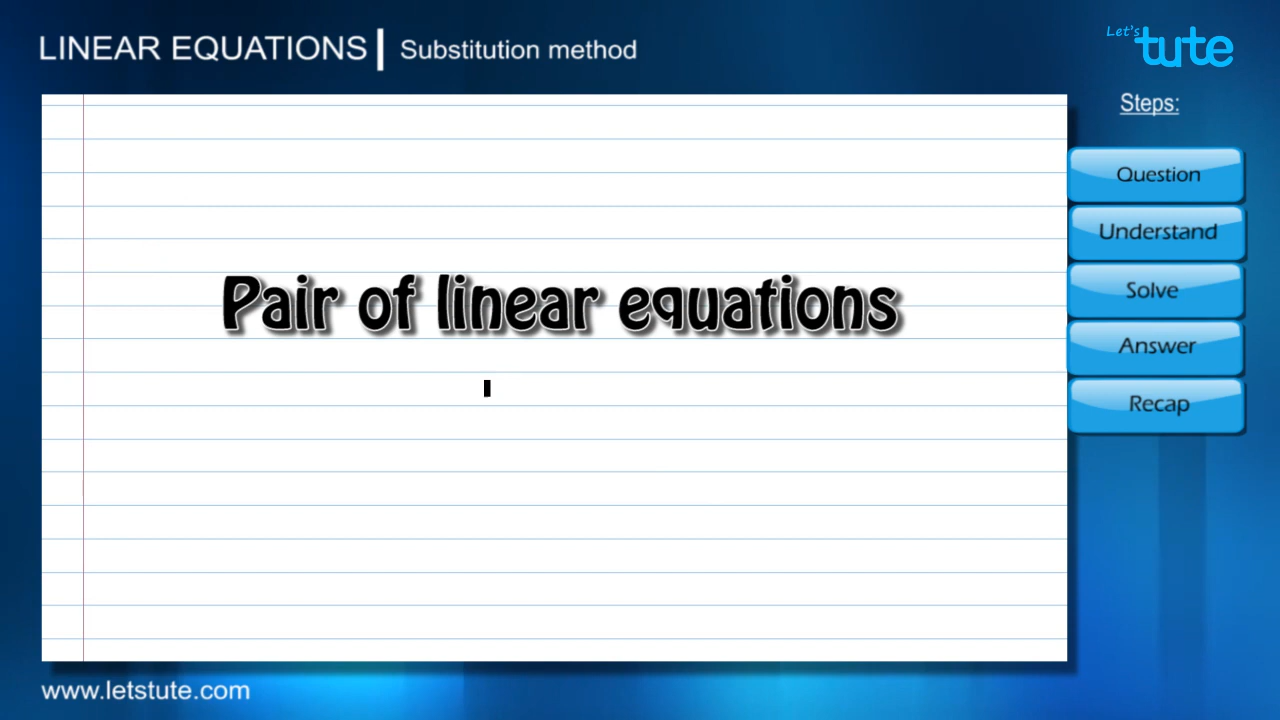 LINEAR EQUATIONS | Substitution method
Let's tute
Steps:
Question
Understand
Solve
Answer
Recap
Pair of linear equations
www.letstute.com